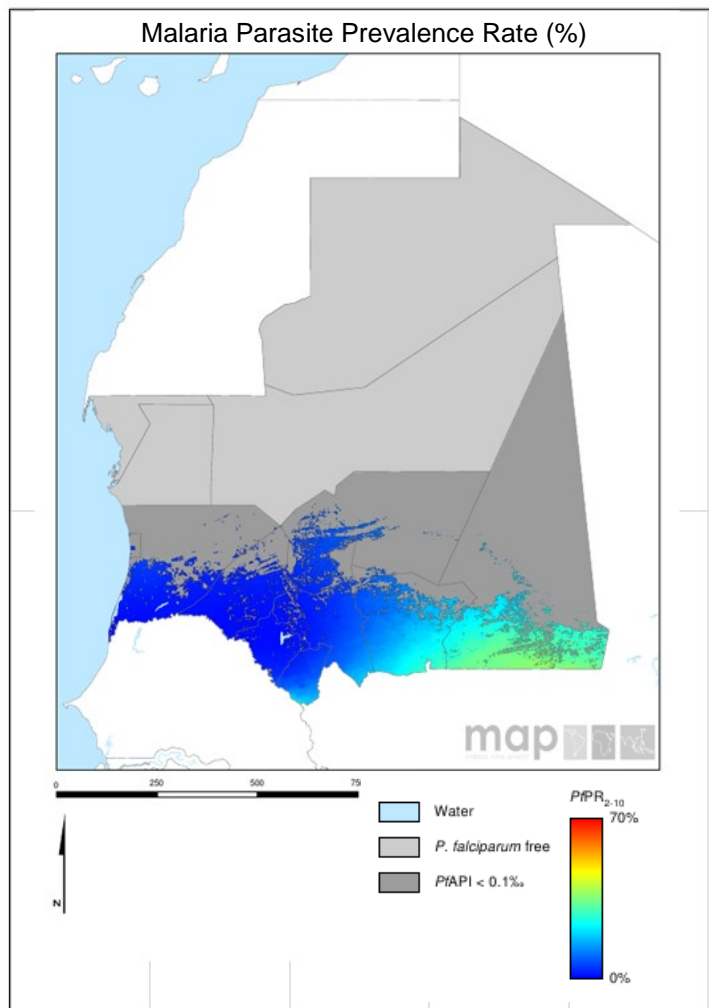 Malaria Parasite Prevalence Rate (%)
map
0 250 500 75
N
Water
P. falciparum free
PfAPI < 0.1‰
PfPR2-10
70%
0%